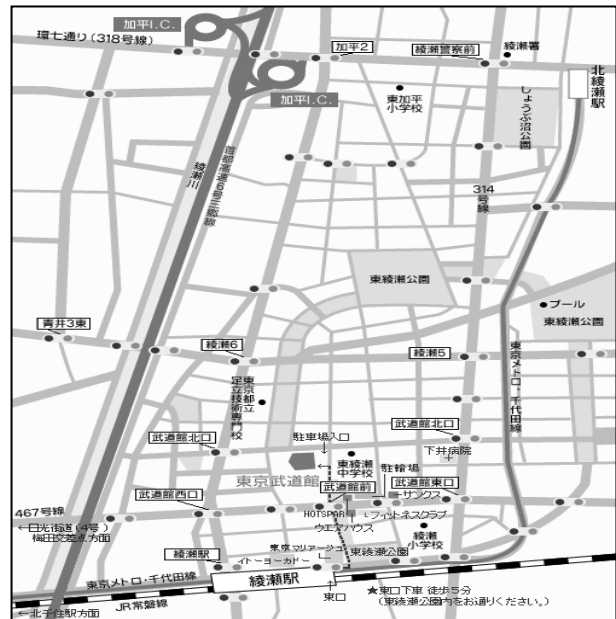 加平I.C.
環七通り(318号線)
加平2
綾瀬警察前
綾瀬署
北綾瀬駅
加平I.C.
東加平
小学校
しょうぶ沼公園
綾瀬川
首都高速6号三郷線
314号線
東綾瀬公園
プール
東綾瀬公園
青井3東
綾瀬6
綾瀬5
東京メトロ・千代田線
東京都立
足立技術専門校
武道館北口
駐車場入口
武道館北口
下井病院
東綾瀬
中学校
駐輪場
東京武道館
武道館前
武道館東口
サンクス
武道館西口
HOTSPAR
フィットネスクラブ
467号線
ウエアハウス
←日光街道(4号)
梅田交差点方面
綾瀬
小学校
東京マリアージュ
綾瀬駅
イトーヨーカドー
東綾瀬公園
東京メトロ・千代田線
綾瀬駅
東口
★東口下車 徒歩5分
(東綾瀬公園内をお通りください。)
JR常磐線
←北千住駅方面